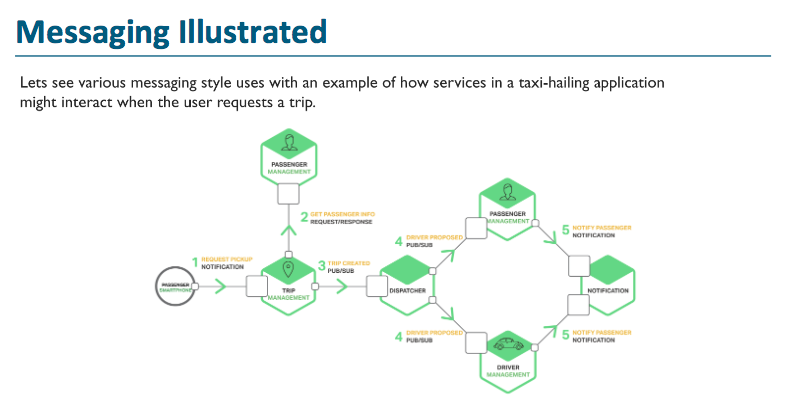 Messaging Illustrated
Lets see various messaging style uses with an example of how services in a taxi-hailing application
might interact when the user requests a trip.
PASSENGER
MANAGEMENT
2 GET PASSENGER INFO
REQUEST/RESPONSE
1 REQUEST PICKUP
NOTIFICATION
PASSENGER
SMARTPHONE
TRIP
MANAGEMENT
3 TRIP CREATED
PUB/SUB
DISPATCHER
4 DRIVER PROPOSED
PUB/SUB
PASSENGER
MANAGEMENT
5 NOTIFY PASSENGER
NOTIFICATION
NOTIFICATION
4 DRIVER PROPOSED
PUB/SUB
DRIVER
MANAGEMENT
5 NOTIFY PASSENGER
NOTIFICATION